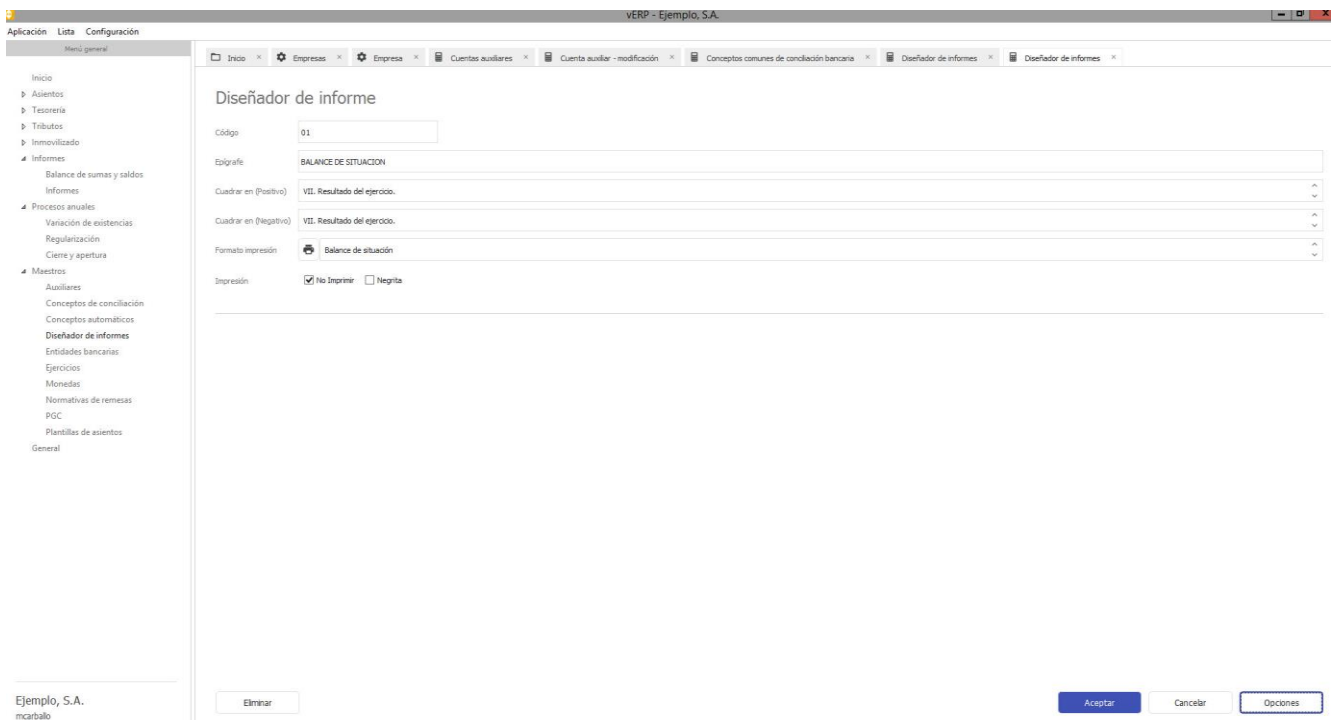 vERP - Ejemplo, S.A.
Aplicación Lista Configuración
Menú general
Inicio Empresas Empresa Cuentas auxiliares Cuenta auxiliar - modificación Conceptos comunes de conciliación bancaria Diseñador de informes Diseñador de informes
Inicio
Asientos
Tesorería
Tributos
Inmovilizado
Informes
Balance de sumas y saldos
Informes
Procesos anuales
Variación de existencias
Regularización
Cierre y apertura
Maestros
Auxiliares
Conceptos de conciliación
Conceptos automáticos
Diseñador de informes
Entidades bancarias
Ejercicios
Monedas
Normativas de remesas
PGC
Plantillas de asientos
General
Diseñador de informe
Código 01
Epígrafe BALANCE DE SITUACION
Cuadrar en (Positivo) VII. Resultado del ejercicio.
Cuadrar en (Negativo) VII. Resultado del ejercicio.
Formato impresión Balance de situación
Impresión No Imprimir Negrita
Ejemplo, S.A.
mcarballo
Eliminar Aceptar Cancelar Opciones